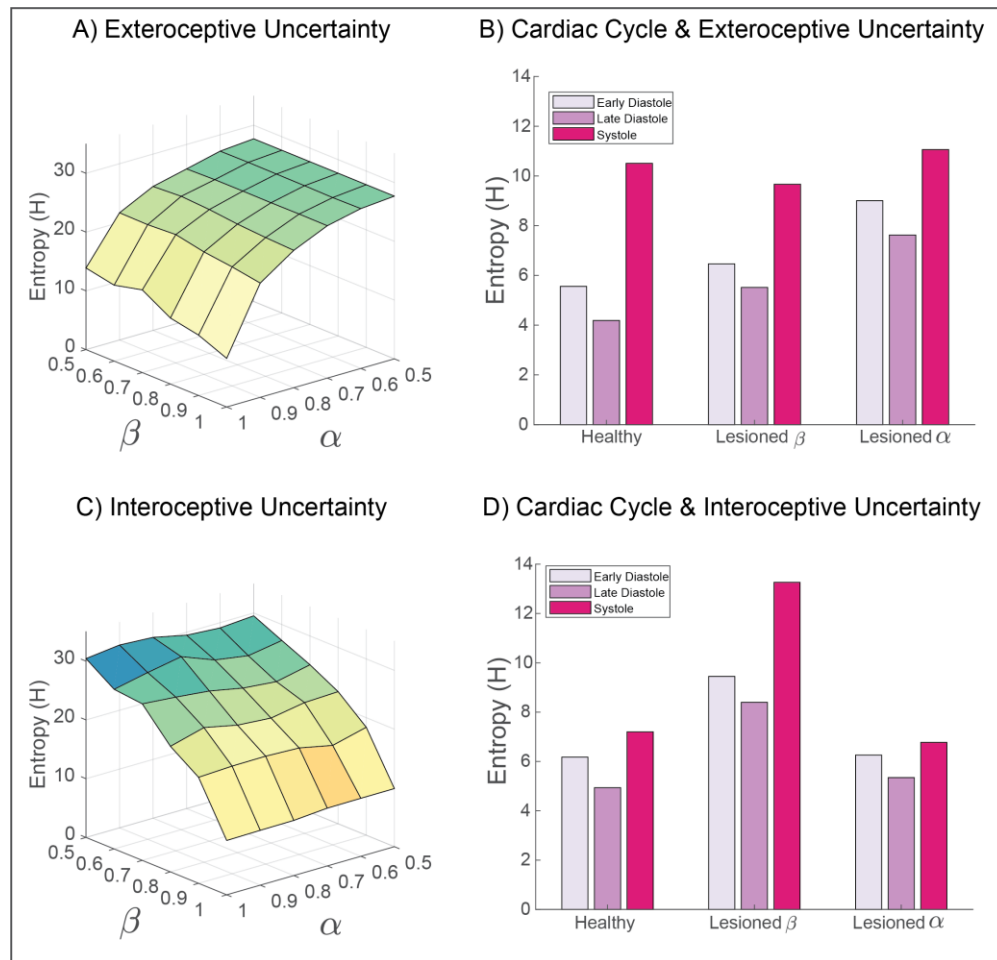 A) Exteroceptive Uncertainty
Entropy (H)
30
20
10
0
0.5
0.6
0.7
0.8
0.9
1
β
1
0.9
0.8
0.7
0.6
0.5
α
B) Cardiac Cycle & Exteroceptive Uncertainty
Entropy (H)
14
12
10
8
6
4
2
0
Early Diastole
Late Diastole
Systole
Healthy
Lesioned β
Lesioned α
C) Interoceptive Uncertainty
Entropy (H)
30
20
10
0
0.5
0.6
0.7
0.8
0.9
1
β
1
0.9
0.8
0.7
0.6
0.5
α
D) Cardiac Cycle & Interoceptive Uncertainty
Entropy (H)
14
12
10
8
6
4
2
0
Early Diastole
Late Diastole
Systole
Healthy
Lesioned β
Lesioned α